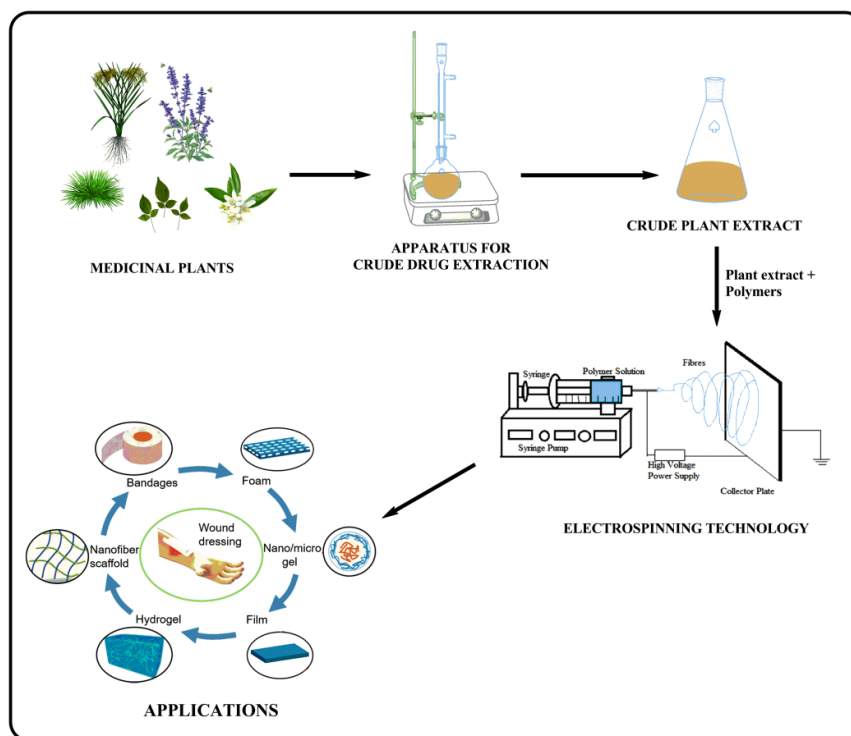 MEDICINAL PLANTS
APPARATUS FOR
CRUDE DRUG EXTRACTION
CRUDE PLANT EXTRACT
Plant extract +
Polymers
Syringe
Polymer Solution
Fibres
Syringe Pump
High Voltage
Power Supply
Collector Plate
ELECTROSPINNING TECHNOLOGY
Bandages
Foam
Wound
dressing
Nanofiber
scaffold
Nano/micro
gel
Hydrogel
Film
APPLICATIONS